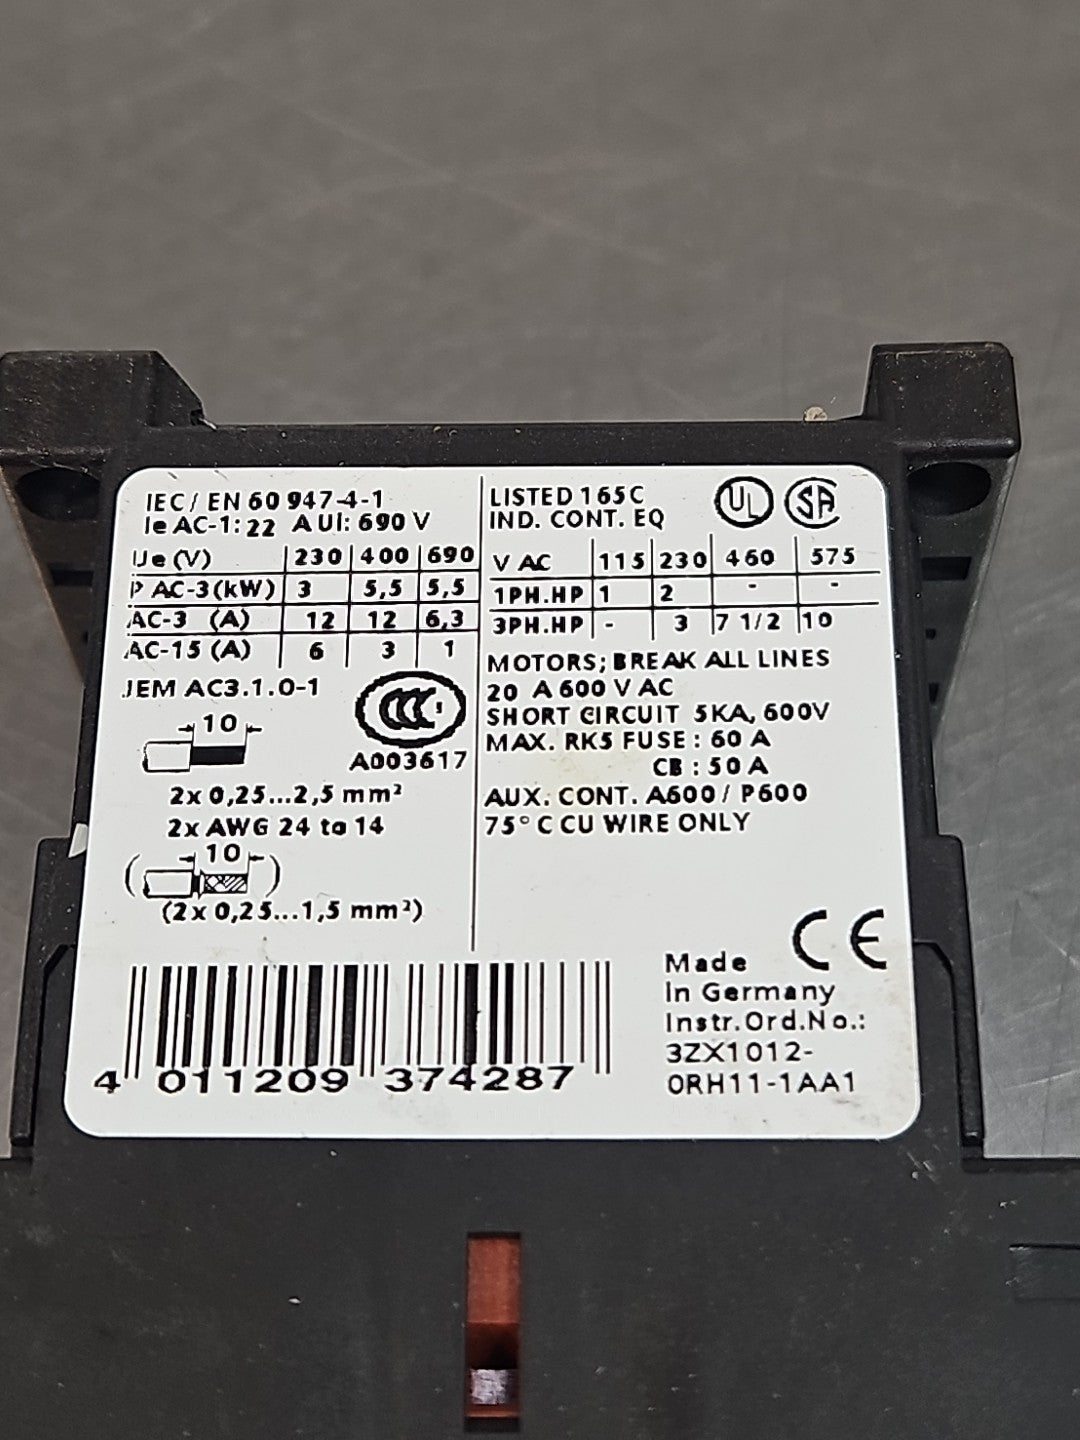 IEC/ EN 60 947-4-1
Ie AC-1: 22 A UI: 690 V
Ue (V) 230 400 690
P AC-3 (kW) 3 5,5 5,5
AC-3 (A) 12 12 6,3
AC-15 (A) 6 3 1
JEM AC3.1.0-1
10
CCC
A003617
2x 0,25...2,5 mm²
2x AWG 24 to 14
( 10 )
(2x 0,25...1,5 mm²)
LISTED 165C
IND. CONT. EQ
UL SA
V AC 115 230 460 575
1PH.HP 1 2 - -
3PH.HP - 3 7 1/2 10
MOTORS; BREAK ALL LINES
20 A 600 V AC
SHORT CIRCUIT 5KA, 600V
MAX. RK5 FUSE : 60 A
CB : 50 A
AUX. CONT. A600 / P600
75° C CU WIRE ONLY
CE
Made
in Germany
Instr.Ord.No.:
3ZX1012-
0RH11-1AA1
4 011209 374287